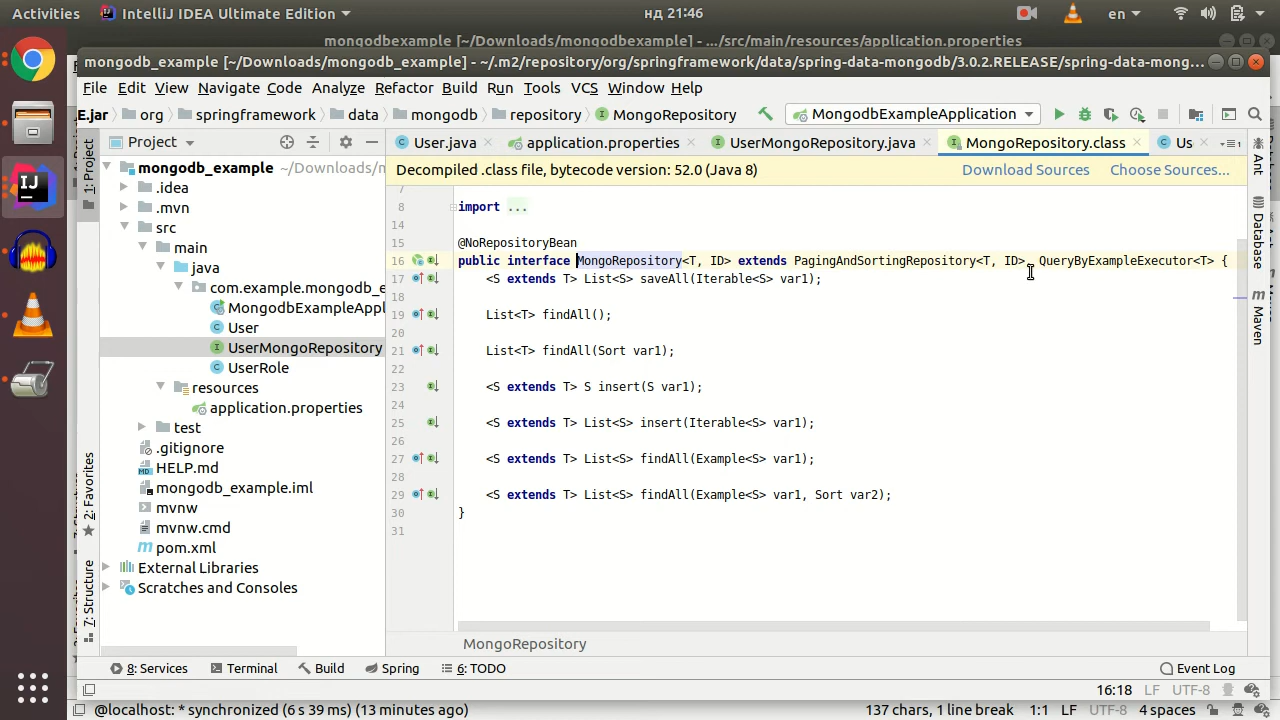 Activities
IntelliJ IDEA Ultimate Edition
нд 21:46
en
mongodbexample [~/Downloads/mongodbexample] - .../src/main/resources/application.properties
mongodb_example [~/Downloads/mongodb_example] - ~/.m2/repository/org/springframework/data/spring-data-mongodb/3.0.2.RELEASE/spring-data-mong...
File Edit View Navigate Code Analyze Refactor Build Run Tools VCS Window Help
E.jar org springframework data mongodb repository MongoRepository MongodbExampleApplication
1: Project
Project
User.java application.properties UserMongoRepository.java MongoRepository.class Us
Decompiled .class file, bytecode version: 52.0 (Java 8) Download Sources Choose Sources...
mongodb_example ~/Downloads/m
.idea
.mvn
src
main
java
com.example.mongodb_e
MongodbExampleAppl
User
UserMongoRepository
UserRole
resources
application.properties
test
.gitignore
HELP.md
mongodb_example.iml
mvnw
mvnw.cmd
pom.xml
External Libraries
Scratches and Consoles
7
8 import ...
14
15 @NoRepositoryBean
16 public interface MongoRepository<T, ID> extends PagingAndSortingRepository<T, ID>, QueryByExampleExecutor<T> {
17 <S extends T> List<S> saveAll(Iterable<S> var1);
18
19 List<T> findAll();
20
21 List<T> findAll(Sort var1);
22
23 <S extends T> S insert(S var1);
24
25 <S extends T> List<S> insert(Iterable<S> var1);
26
27 <S extends T> List<S> findAll(Example<S> var1);
28
29 <S extends T> List<S> findAll(Example<S> var1, Sort var2);
30 }
31
MongoRepository
Ant
Database
Maven
2: Favorites
7: Structure
8: Services Terminal Build Spring 6: TODO Event Log
16:18 LF UTF-8
@localhost: * synchronized (6 s 39 ms) (13 minutes ago) 137 chars, 1 line break 1:1 LF UTF-8 4 spaces